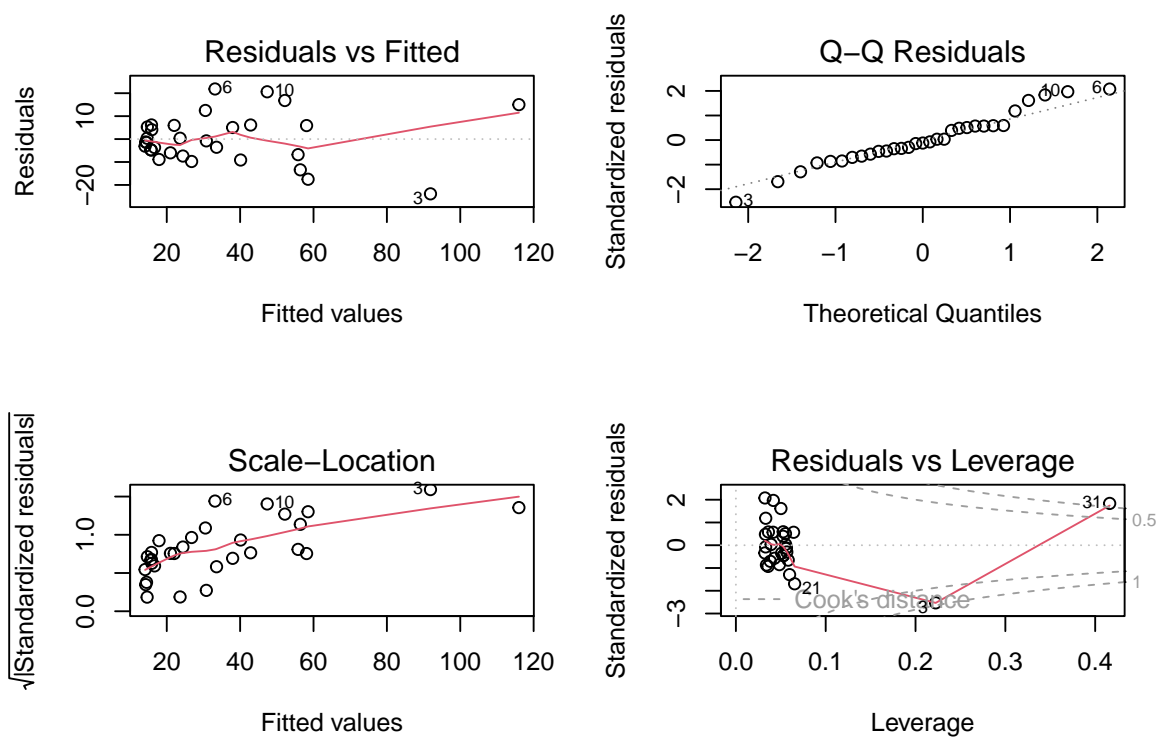 Residuals vs Fitted
Residuals
10
−20
6
10
3
20 40 60 80 100 120
Fitted values
Q−Q Residuals
Standardized residuals
2
0
−2
3
10
6
−2 −1 0 1 2
Theoretical Quantiles
Scale−Location
√|Standardized residuals|
1.0
0.0
6
10
3
20 40 60 80 100 120
Fitted values
Residuals vs Leverage
Standardized residuals
2
0
−3
31
0.5
1
21
3
Cook's distance
0.0 0.1 0.2 0.3 0.4
Leverage